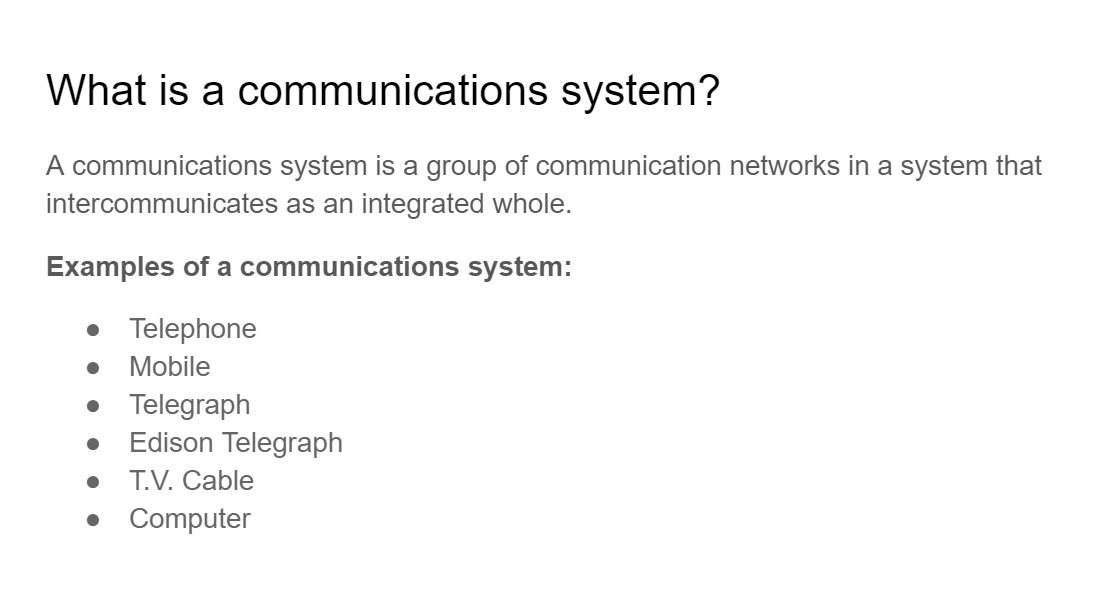 What is a communications system?
A communications system is a group of communication networks in a system that
intercommunicates as an integrated whole.
Examples of a communications system:
● Telephone
● Mobile
● Telegraph
● Edison Telegraph
● T.V. Cable
● Computer